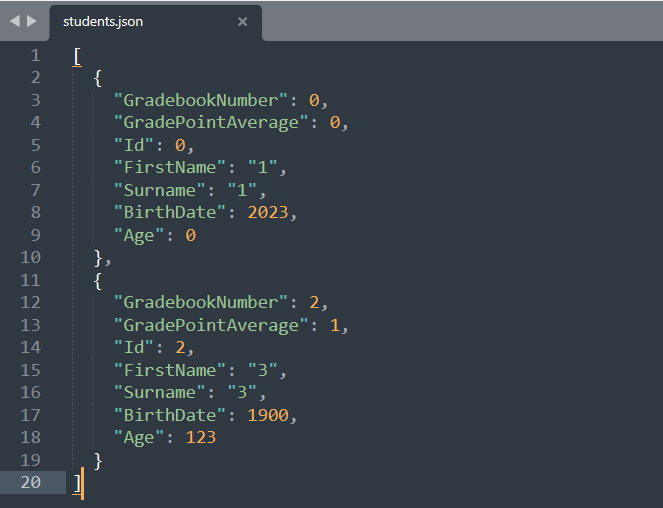 students.json
1 [
2 {
3 "GradebookNumber": 0,
4 "GradePointAverage": 0,
5 "Id": 0,
6 "FirstName": "1",
7 "Surname": "1",
8 "BirthDate": 2023,
9 "Age": 0
10 },
11 {
12 "GradebookNumber": 2,
13 "GradePointAverage": 1,
14 "Id": 2,
15 "FirstName": "3",
16 "Surname": "3",
17 "BirthDate": 1900,
18 "Age": 123
19 }
20 ]